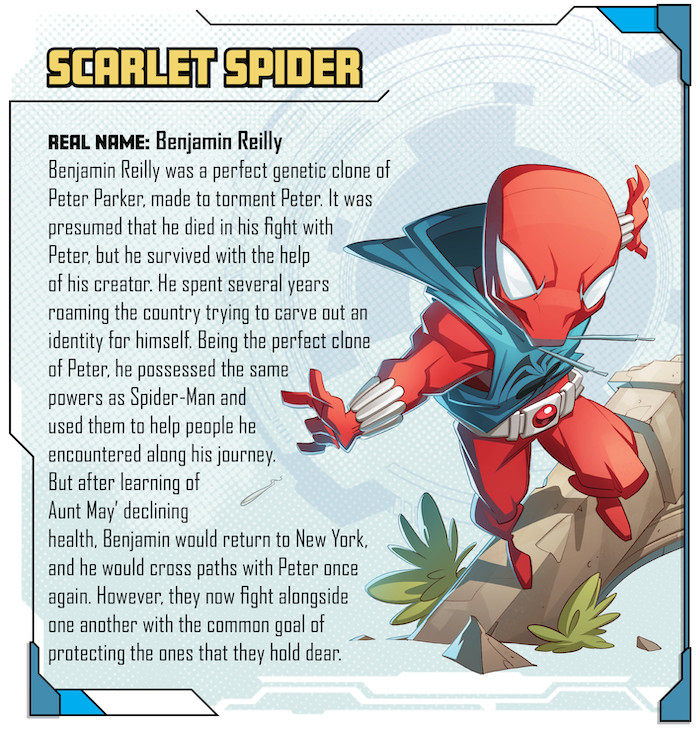 SCARLET SPIDER
REAL NAME: Benjamin Reilly
Benjamin Reilly was a perfect genetic clone of
Peter Parker, made to torment Peter. It was
presumed that he died in his fight with
Peter, but he survived with the help
of his creator. He spent several years
roaming the country trying to carve out an
identity for himself. Being the perfect clone
of Peter, he possessed the same
powers as Spider-Man and
used them to help people he
encountered along his journey.
But after learning of
Aunt May' declining
health, Benjamin would return to New York,
and he would cross paths with Peter once
again. However, they now fight alongside
one another with the common goal of
protecting the ones that they hold dear.